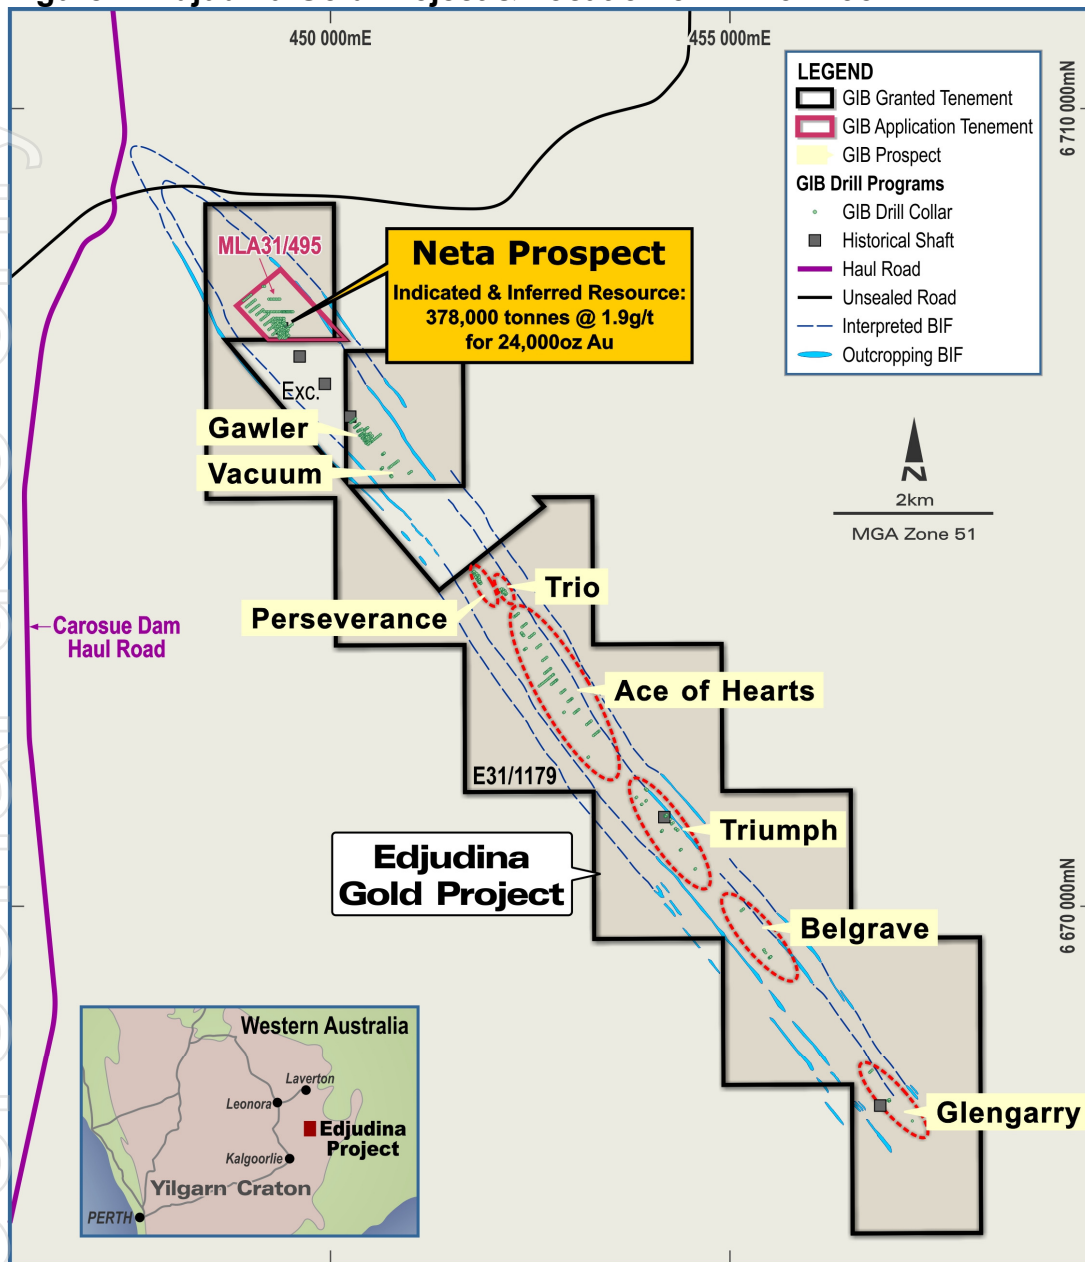 450 000mE
455 000mE
6 710 000mN
LEGEND
GIB Granted Tenement
GIB Application Tenement
GIB Prospect
GIB Drill Programs
GIB Drill Collar
Historical Shaft
Haul Road
Unsealed Road
Interpreted BIF
Outcropping BIF
MLA31/495
Neta Prospect
Indicated & Inferred Resource:
378,000 tonnes @ 1.9g/t
for 24,000oz Au
Exc.
Gawler
Vacuum
N
2km
MGA Zone 51
Trio
Perseverance
Carosue Dam
Haul Road
Ace of Hearts
E31/1179
Triumph
Edjudina
Gold Project
Belgrave
6 670 000mN
Glengarry
Western Australia
Laverton
Leonora
Edjudina
Project
Kalgoorlie
Yilgarn Craton
PERTH